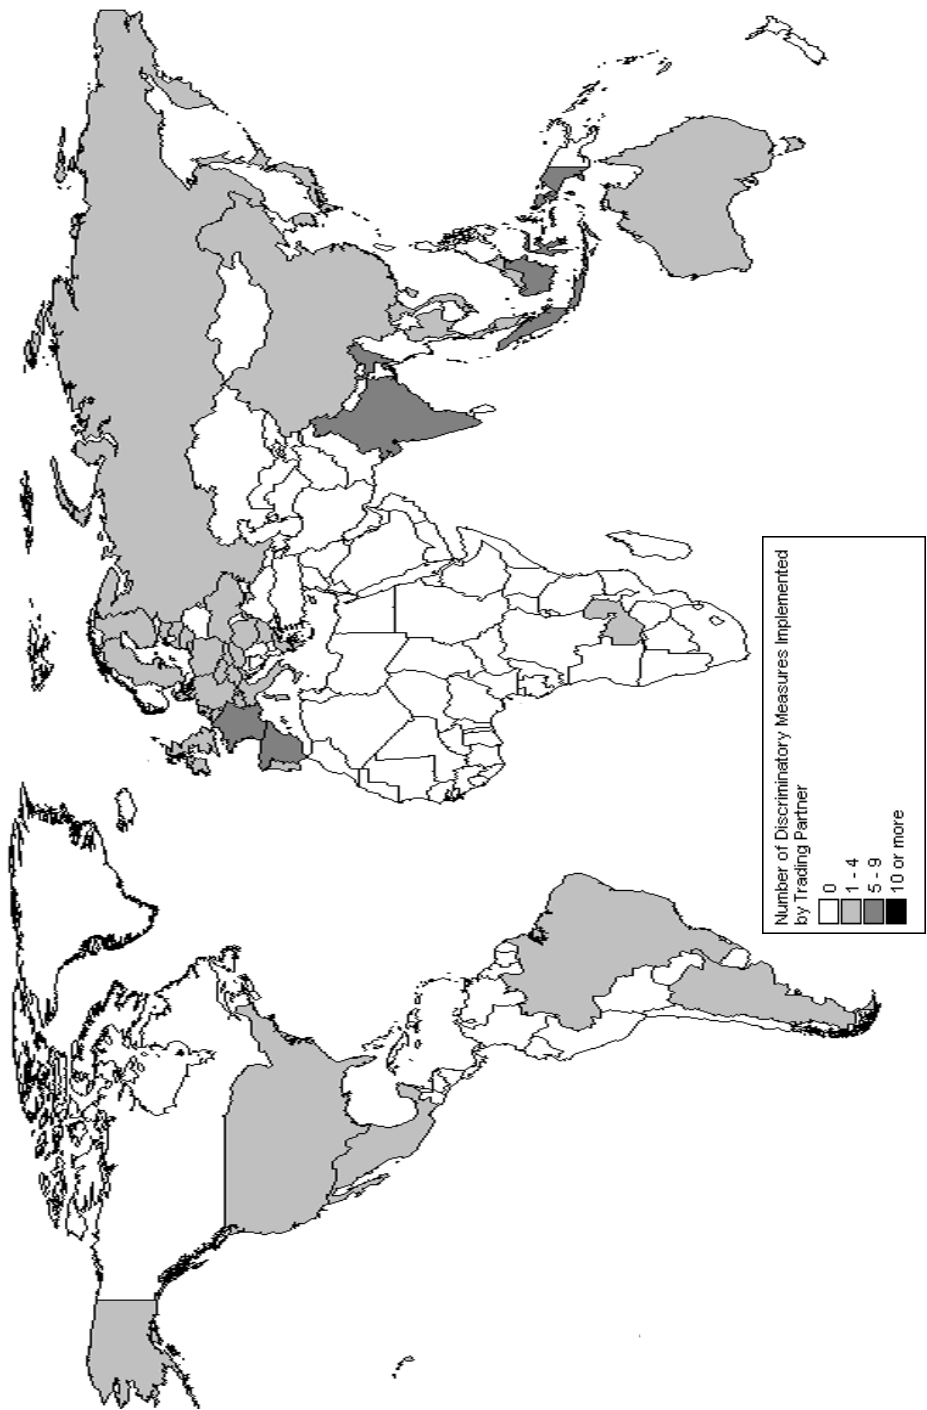 Number of Discriminatory Measures Implemented
by Trading Partner
0
1 - 4
5 - 9
10 or more